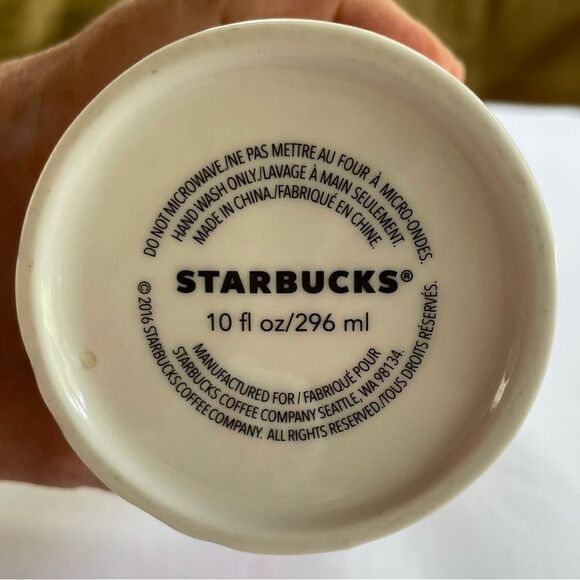 DO NOT MICROWAVE./NE PAS METTRE AU FOUR À MICRO-ONDES.
HAND WASH ONLY./LAVAGE À MAIN SEULEMENT.
MADE IN CHINA./FABRIQUÉ EN CHINE.
STARBUCKS®
10 fl oz/296 ml
MANUFACTURED FOR / FABRIQUÉ POUR
STARBUCKS COFFEE COMPANY SEATTLE, WA 98134.
© 2016 STARBUCKS COFFEE COMPANY. ALL RIGHTS RESERVED./TOUS DROITS RÉSERVÉS.